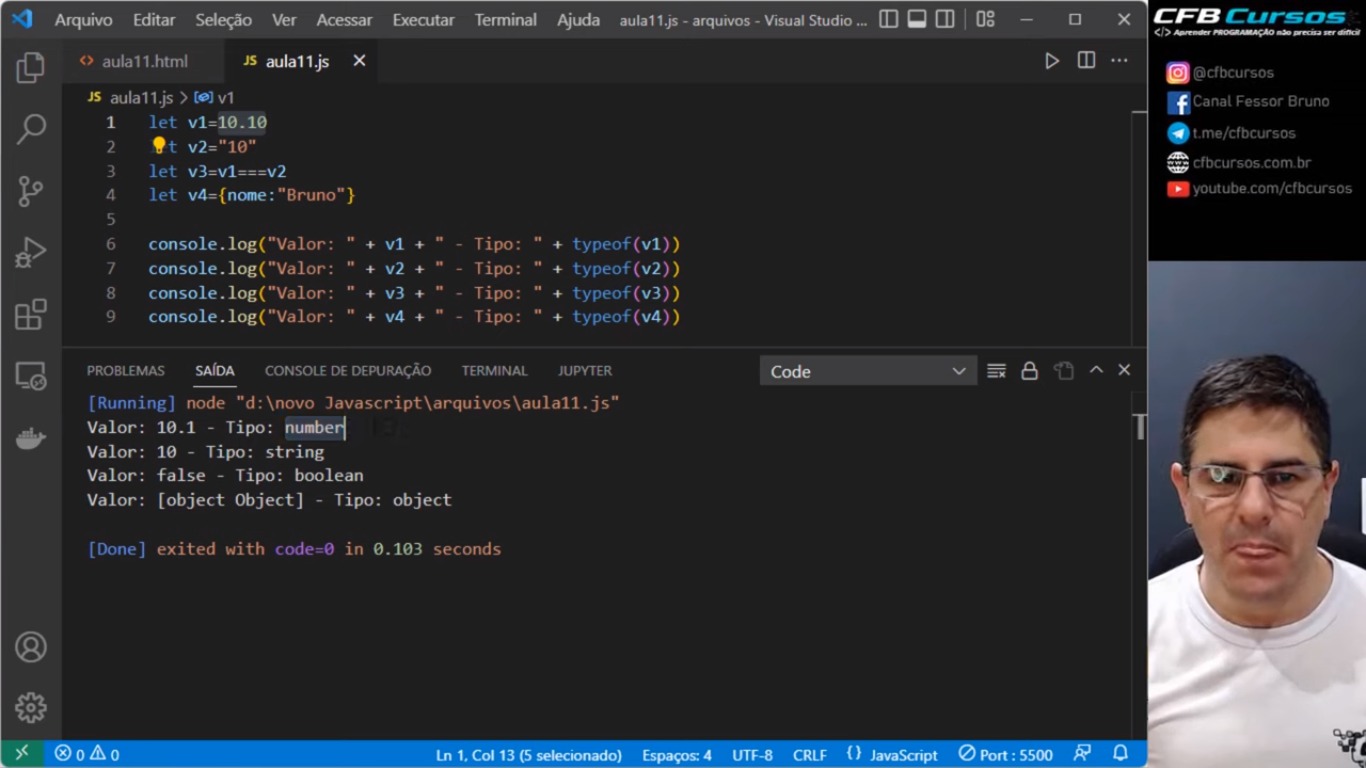 Arquivo Editar Seleção Ver Acessar Executar Terminal Ajuda aula11.js - arquivos - Visual Studio ...
CFB Cursos
</> Aprender PROGRAMAÇÃO não precisa ser difícil
@cfbcursos
Canal Fessor Bruno
t.me/cfbcursos
cfbcursos.com.br
youtube.com/cfbcursos
<> aula11.html JS aula11.js
JS aula11.js > v1
1 let v1=10.10
2 t v2="10"
3 let v3=v1===v2
4 let v4={nome:"Bruno"}
5
6 console.log("Valor: " + v1 + " - Tipo: " + typeof(v1))
7 console.log("Valor: " + v2 + " - Tipo: " + typeof(v2))
8 console.log("Valor: " + v3 + " - Tipo: " + typeof(v3))
9 console.log("Valor: " + v4 + " - Tipo: " + typeof(v4))
PROBLEMAS SAÍDA CONSOLE DE DEPURAÇÃO TERMINAL JUPYTER Code
[Running] node "d:\novo Javascript\arquivos\aula11.js"
Valor: 10.1 - Tipo: number
Valor: 10 - Tipo: string
Valor: false - Tipo: boolean
Valor: [object Object] - Tipo: object
[Done] exited with code=0 in 0.103 seconds
0 0 Ln 1, Col 13 (5 selecionado) Espaços: 4 UTF-8 CRLF {} JavaScript Port : 5500